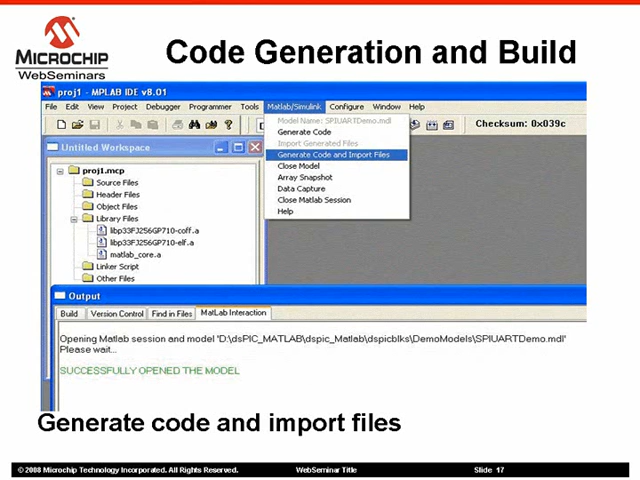 MICROCHIP
WebSeminars
Code Generation and Build
proj1 - MPLAB IDE v8.01
File Edit View Project Debugger Programmer Tools Matlab/Simulink Configure Window Help
Checksum: 0x039c
Model Name: SPIUARTDemo.mdl
Generate Code
Import Generated Files
Generate Code and Import Files
Close Model
Array Snapshot
Data Capture
Close Matlab Session
Help
Untitled Workspace
proj1.mcp
Source Files
Header Files
Object Files
Library Files
libp33FJ256GP710-coff.a
libp33FJ256GP710-elf.a
matlab_core.a
Linker Script
Other Files
Output
Build Version Control Find in Files MatLab Interaction
Opening Matlab session and model 'D:\dsPIC_MATLAB\dspic_Matlab\dspicblks\DemoModels\SPIUARTDemo.mdl'
Please wait...
SUCCESSFULLY OPENED THE MODEL
Generate code and import files
© 2008 Microchip Technology Incorporated. All Rights Reserved. WebSeminar Title Slide 17